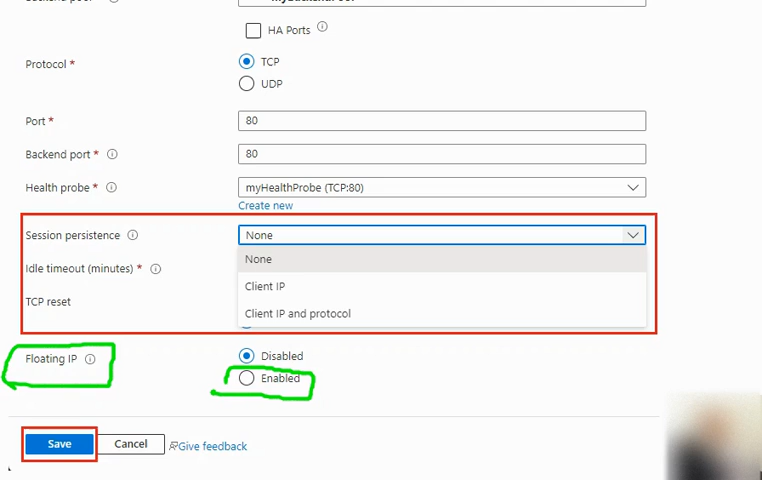 HA Ports
Protocol *
TCP
UDP
Port *
80
Backend port *
80
Health probe *
myHealthProbe (TCP:80)
Create new
Session persistence
None
None
Idle timeout (minutes) *
Client IP
TCP reset
Client IP and protocol
Floating IP
Disabled
Enabled
Save
Cancel
Give feedback